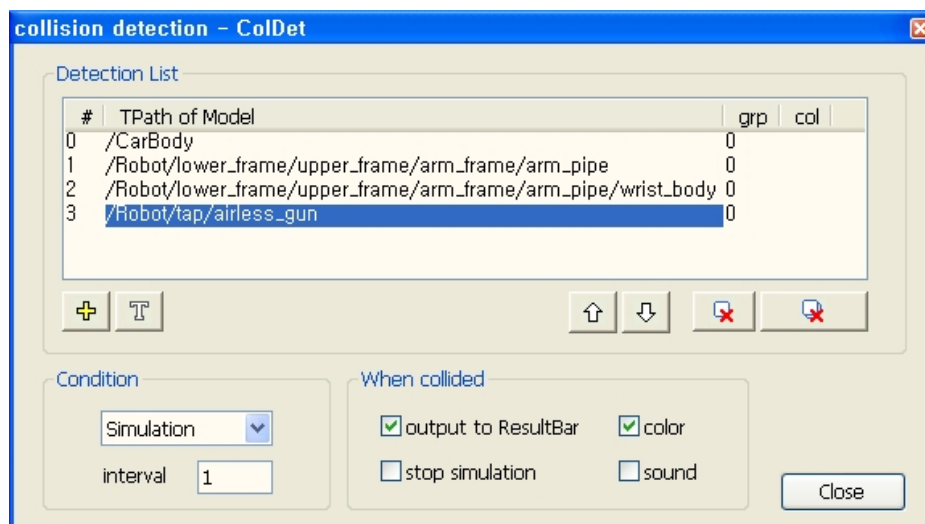 collision detection - ColDet
Detection List
# TPath of Model grp col
0 /CarBody 0
1 /Robot/lower_frame/upper_frame/arm_frame/arm_pipe 0
2 /Robot/lower_frame/upper_frame/arm_frame/arm_pipe/wrist_body 0
3 /Robot/tap/airless_gun 0
T
Condition
Simulation
interval 1
When collided
output to ResultBar color
stop simulation sound
Close